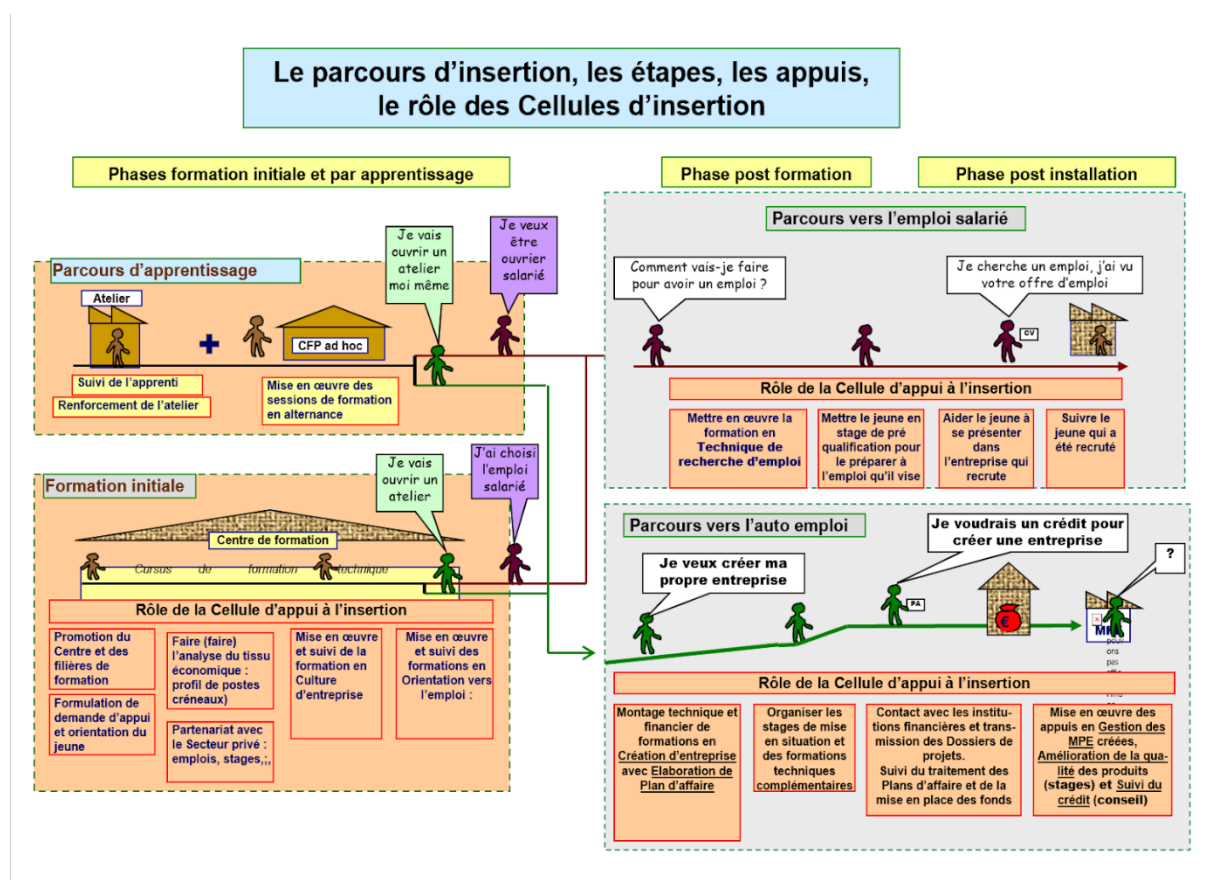 Le parcours d'insertion, les étapes, les appuis,
le rôle des Cellules d'insertion
Phases formation initiale et par apprentissage
Phase post formation
Phase post installation
Parcours d'apprentissage
Je vais
ouvrir un
atelier
moi même
Je veux
être
ouvrier
salarié
Atelier
+
CFP ad hoc
Suivi de l'apprenti
Renforcement de l'atelier
Mise en œuvre des
sessions de formation
en alternance
Formation initiale
Je vais
ouvrir un
atelier
J'ai choisi
l'emploi
salarié
Centre de formation
Cursus de formation technique
Rôle de la Cellule d'appui à l'insertion
Promotion du
Centre et des
filières de
formation
Formulation de
demande d'appui
et orientation du
jeune
Faire (faire)
l'analyse du tissu
économique :
profil de postes
créneaux)
Partenariat avec
le Secteur privé :
emplois, stages,;,
Mise en œuvre
et suivi de la
formation en
Culture
d'entreprise
Mise en œuvre
et suivi des
formations en
Orientation vers
l'emploi :
Parcours vers l'emploi salarié
Comment vais-je faire
pour avoir un emploi ?
Je cherche un emploi, j'ai vu
votre offre d'emploi
CV
Rôle de la Cellule d'appui à l'insertion
Mettre en œuvre la
formation en
Technique de
recherche d'emploi
Mettre le jeune en
stage de pré
qualification pour
le préparer à
l'emploi qu'il vise
Aider le jeune à
se présenter
dans
l'entreprise qui
recrute
Suivre le
jeune qui a
été recruté
Parcours vers l'auto emploi
Je veux créer ma
propre entreprise
Je voudrais un crédit pour
créer une entreprise
?
PA
€
pas
Rôle de la Cellule d'appui à l'insertion
Montage technique et
financier de
formations en
Création d'entreprise
avec Elaboration de
Plan d'affaire
Organiser les
stages de mise
en situation et
des formations
techniques
complémentaires
Contact avec les institu-
tions financières et trans-
mission des Dossiers de
projets.
Suivi du traitement des
Plans d'affaire et de la
mise en place des fonds
Mise en œuvre des
appuis en Gestion des
MPE créées,
Amélioration de la qua-
lité des produits
(stages) et Suivi du
crédit (conseil)